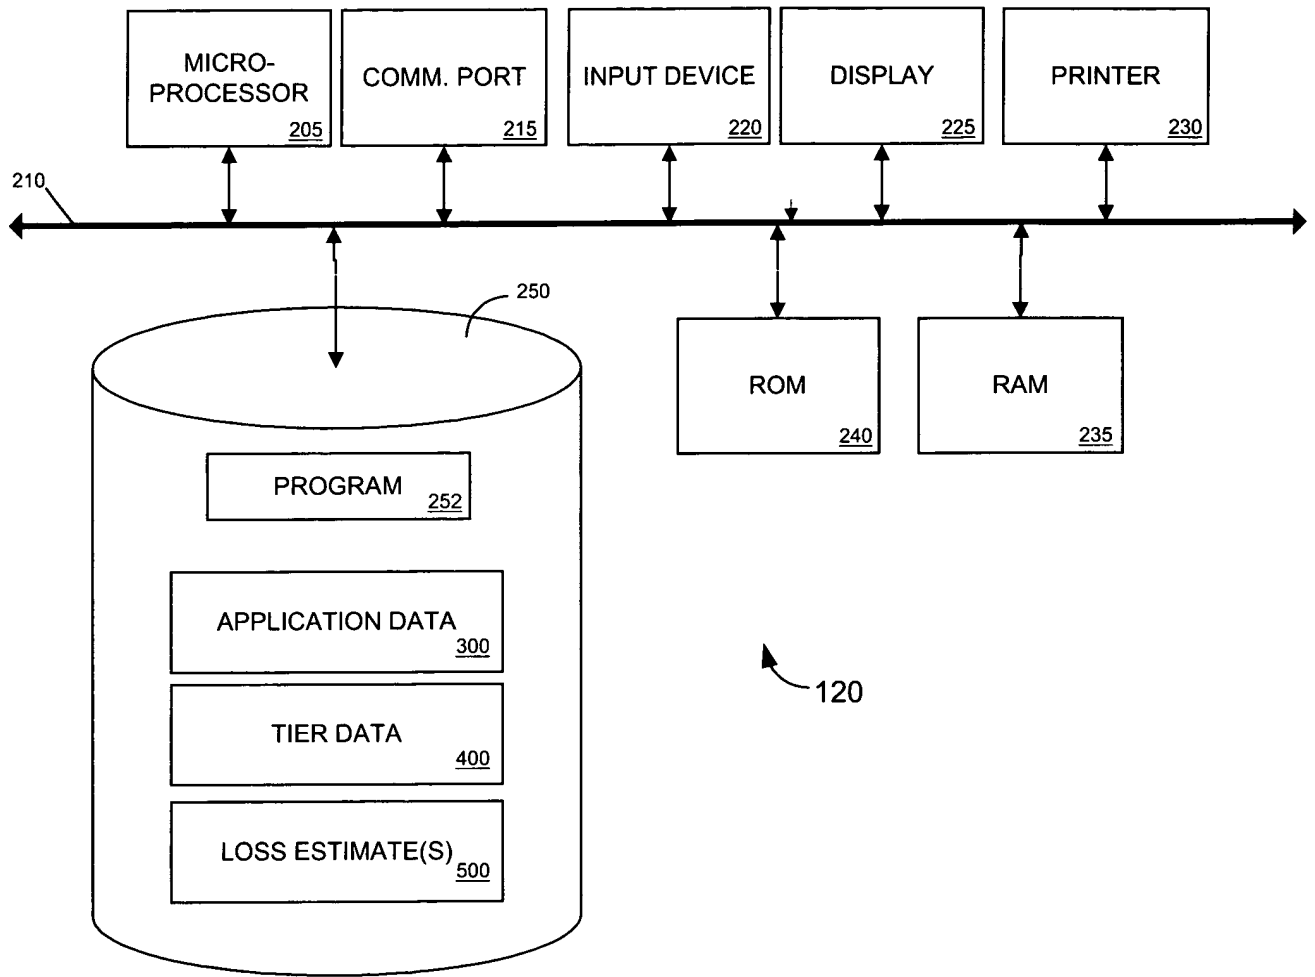 MICRO-
PROCESSOR
205
COMM. PORT
215
INPUT DEVICE
220
DISPLAY
225
PRINTER
230
210
250
ROM
240
RAM
235
PROGRAM
252
APPLICATION DATA
300
TIER DATA
400
LOSS ESTIMATE(S)
500
120